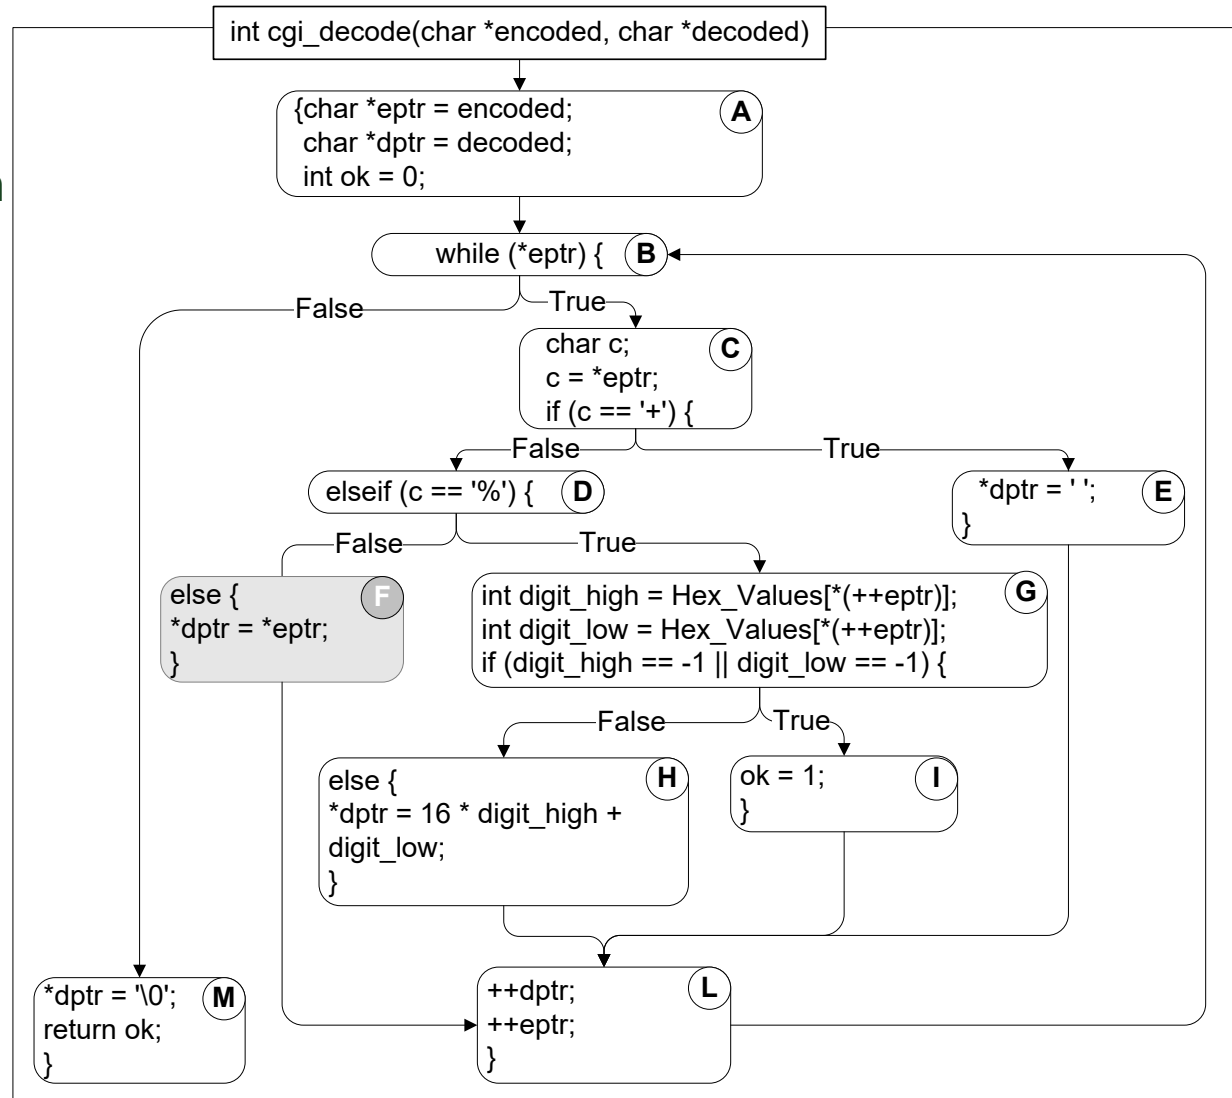 int cgi_decode(char *encoded, char *decoded)
{char *eptr = encoded;
char *dptr = decoded;
int ok = 0;
A
while (*eptr) {
B
False
True
char c;
c = *eptr;
if (c == '+') {
C
False
True
elseif (c == '%') {
D
*dptr = ' ';
}
E
False
True
else {
*dptr = *eptr;
}
F
int digit_high = Hex_Values[*(++eptr)];
int digit_low = Hex_Values[*(++eptr)];
if (digit_high == -1 || digit_low == -1) {
G
False
True
else {
*dptr = 16 * digit_high +
digit_low;
}
H
ok = 1;
}
I
*dptr = '\0';
return ok;
}
M
++dptr;
++eptr;
}
L